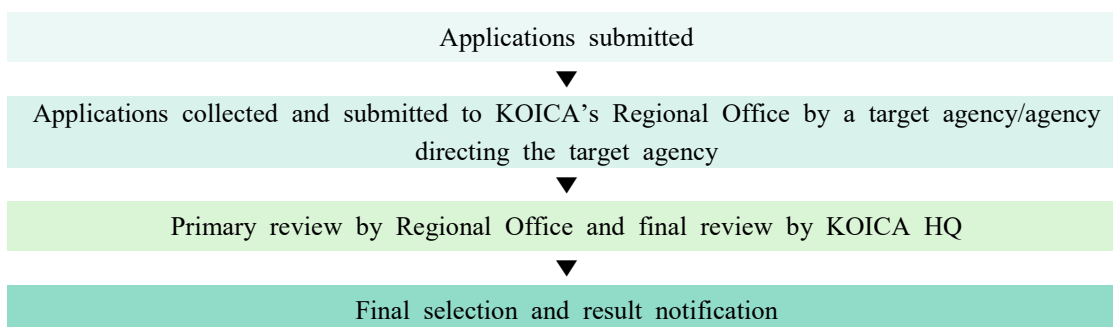 Applications submitted
Applications collected and submitted to KOICA's Regional Office by a target agency/agency
directing the target agency
Primary review by Regional Office and final review by KOICA HQ
Final selection and result notification